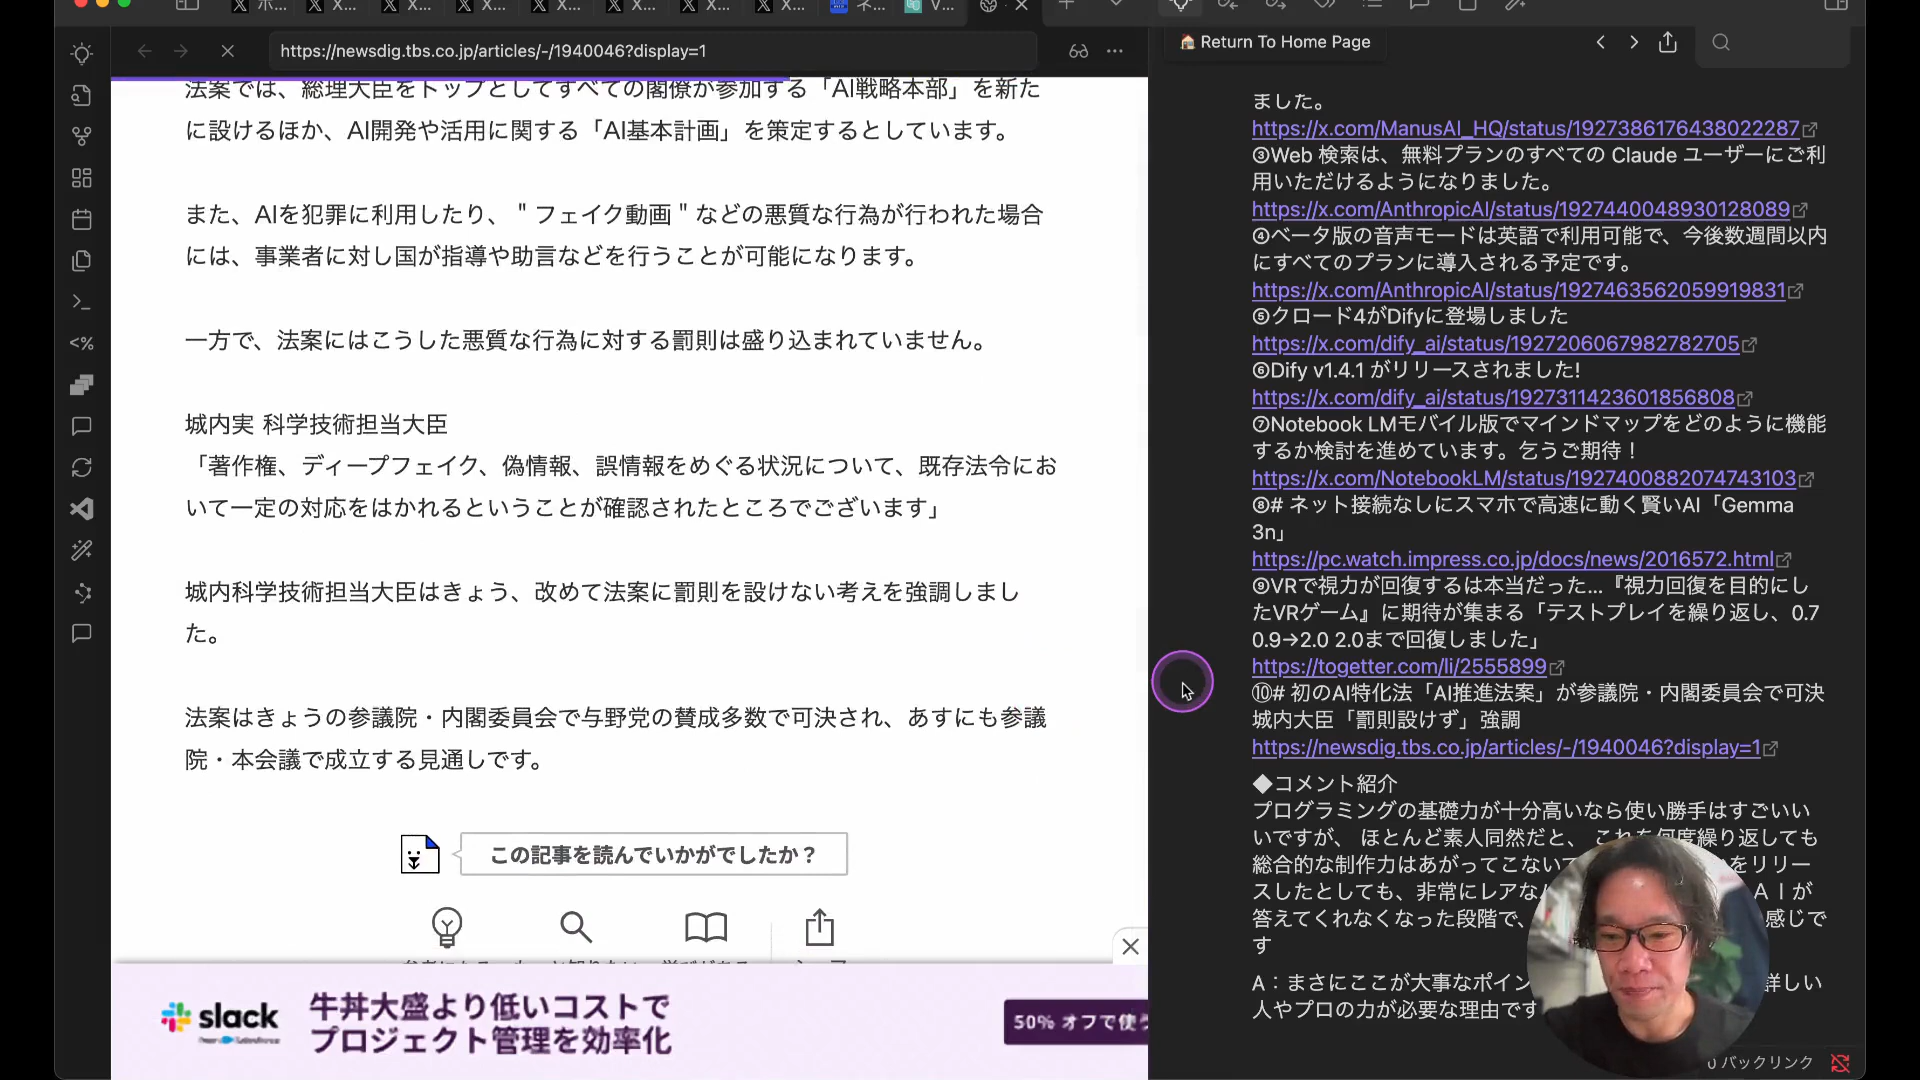 X ポ...
X X...
X X...
X X...
X X...
X X...
X X...
X X...
ネ...
V...
https://newsdig.tbs.co.jp/articles/-/1940046?display=1
<%
法案では、総理大臣をトップとしてすべての閣僚が参加する「AI戦略本部」を新た
に設けるほか、AI開発や活用に関する「AI基本計画」を策定するとしています。
また、AIを犯罪に利用したり、＂フェイク動画＂などの悪質な行為が行われた場合
には、事業者に対し国が指導や助言などを行うことが可能になります。
一方で、法案にはこうした悪質な行為に対する罰則は盛り込まれていません。
城内実 科学技術担当大臣
「著作権、ディープフェイク、偽情報、誤情報をめぐる状況について、既存法令にお
いて一定の対応をはかれるということが確認されたところでございます」
城内科学技術担当大臣はきょう、改めて法案に罰則を設けない考えを強調しまし
た。
法案はきょうの参議院・内閣委員会で与野党の賛成多数で可決され、あすにも参議
院・本会議で成立する見通しです。
この記事を読んでいかがでしたか？
slack
牛丼大盛より低いコストで
プロジェクト管理を効率化
50% オフで使う
Return To Home Page
ました。
https://x.com/ManusAI_HQ/status/1927386176438022287
③Web 検索は、無料プランのすべての Claude ユーザーにご利
用いただけるようになりました。
https://x.com/AnthropicAI/status/1927440048930128089
④ベータ版の音声モードは英語で利用可能で、今後数週間以内
にすべてのプランに導入される予定です。
https://x.com/AnthropicAI/status/1927463562059919831
⑤クロード4がDifyに登場しました
https://x.com/dify_ai/status/1927206067982782705
⑥Dify v1.4.1 がリリースされました!
https://x.com/dify_ai/status/1927311423601856808
⑦Notebook LMモバイル版でマインドマップをどのように機能
するか検討を進めています。乞うご期待！
https://x.com/NotebookLM/status/1927400882074743103
⑧# ネット接続なしにスマホで高速に動く賢いAI「Gemma
3n」
https://pc.watch.impress.co.jp/docs/news/2016572.html
⑨VRで視力が回復するは本当だった…『視力回復を目的にし
たVRゲーム』に期待が集まる「テストプレイを繰り返し、0.7
0.9→2.0 2.0まで回復しました」
https://togetter.com/li/2555899
⑩# 初のAI特化法「AI推進法案」が参議院・内閣委員会で可決
城内大臣「罰則設けず」強調
https://newsdig.tbs.co.jp/articles/-/1940046?display=1
◆コメント紹介
プログラミングの基礎力が十分高いなら使い勝手はすごいい
いですが、 ほとんど素人同然だと、 これを何度繰り返しても
総合的な制作力はあがってこないて をリリー
スしたとしても、非常にレアな ＡＩが
答えてくれなくなった段階で、 感じで
す
A：まさにここが大事なポイン 詳しい
人やプロの力が必要な理由です
0 バックリンク